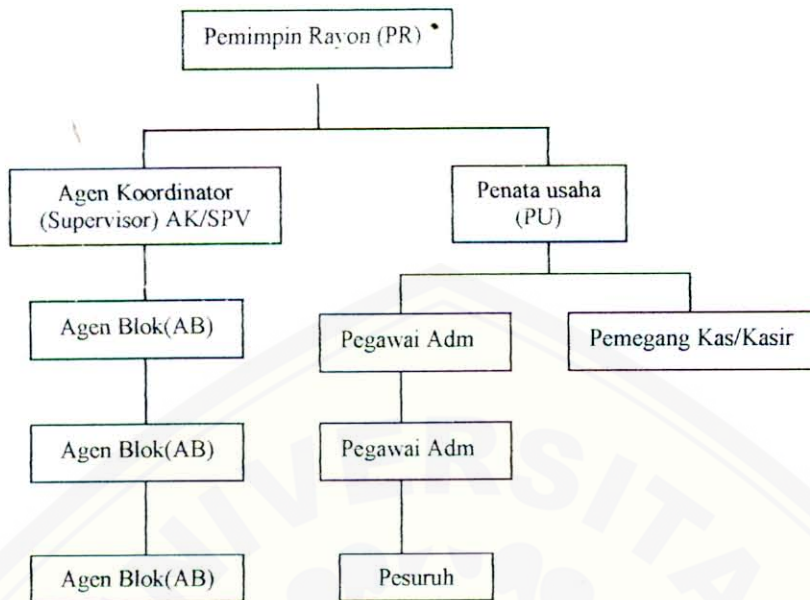 Pemimpin Rayon (PR)
Agen Koordinator
(Supervisor) AK/SPV
Penata usaha
(PU)
Agen Blok(AB)
Pegawai Adm
Pemegang Kas/Kasir
Agen Blok(AB)
Pegawai Adm
Agen Blok(AB)
Pesuruh
UNIVERSITA